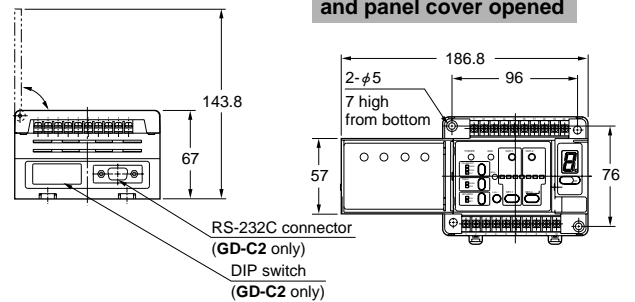 and panel cover opened
186.8
2-φ5
96
7 high
from bottom
143.8
67
57
76
8
RS-232C connector
(GD-C2 only)
DIP switch
(GD-C2 only)